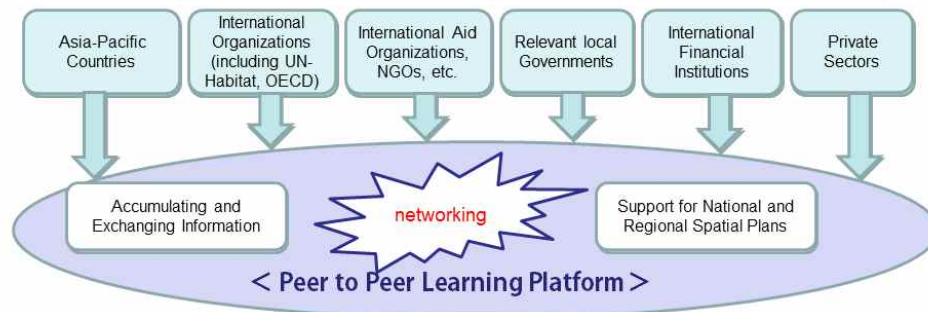 Asia-Pacific
Countries
International
Organizations
(including UN-
Habitat, OECD)
International Aid
Organizations,
NGOs, etc.
Relevant local
Governments
International
Financial
Institutions
Private
Sectors
Accumulating and
Exchanging Information
networking
Support for National and
Regional Spatial Plans
< Peer to Peer Learning Platform >